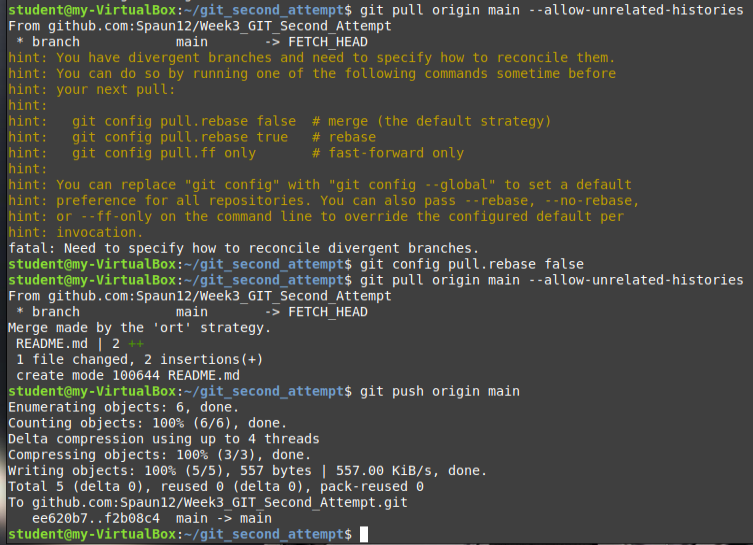 student@my-VirtualBox:~/git_second_attempt$ git pull origin main --allow-unrelated-histories
From github.com:Spaun12/Week3_GIT_Second_Attempt
 * branch            main       -> FETCH_HEAD
hint: You have divergent branches and need to specify how to reconcile them.
hint: You can do so by running one of the following commands sometime before
hint: your next pull:
hint:
hint:   git config pull.rebase false  # merge (the default strategy)
hint:   git config pull.rebase true   # rebase
hint:   git config pull.ff only       # fast-forward only
hint:
hint: You can replace "git config" with "git config --global" to set a default
hint: preference for all repositories. You can also pass --rebase, --no-rebase,
hint: or --ff-only on the command line to override the configured default per
hint: invocation.
fatal: Need to specify how to reconcile divergent branches.
student@my-VirtualBox:~/git_second_attempt$ git config pull.rebase false
student@my-VirtualBox:~/git_second_attempt$ git pull origin main --allow-unrelated-histories
From github.com:Spaun12/Week3_GIT_Second_Attempt
 * branch            main       -> FETCH_HEAD
Merge made by the 'ort' strategy.
 README.md | 2 ++
 1 file changed, 2 insertions(+)
 create mode 100644 README.md
student@my-VirtualBox:~/git_second_attempt$ git push origin main
Enumerating objects: 6, done.
Counting objects: 100% (6/6), done.
Delta compression using up to 4 threads
Compressing objects: 100% (3/3), done.
Writing objects: 100% (5/5), 557 bytes | 557.00 KiB/s, done.
Total 5 (delta 0), reused 0 (delta 0), pack-reused 0
To github.com:Spaun12/Week3_GIT_Second_Attempt.git
   ee620b7..f2b08c4  main -> main
student@my-VirtualBox:~/git_second_attempt$